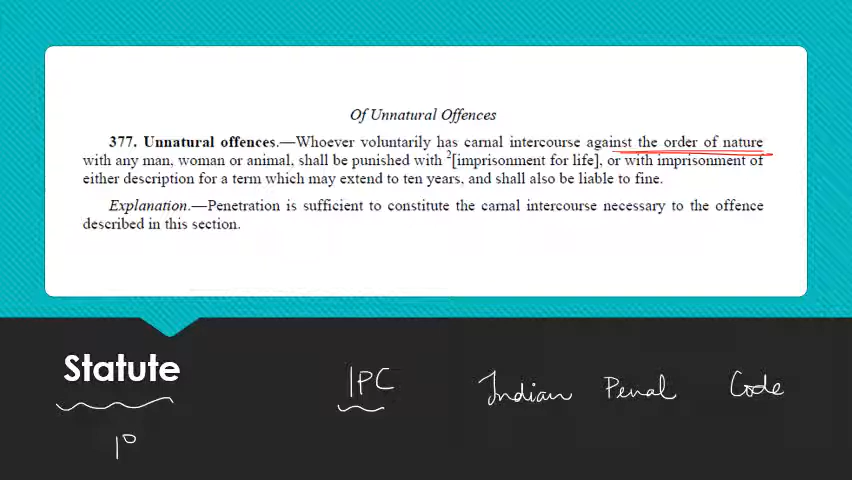 Of Unnatural Offences
377. Unnatural offences.—Whoever voluntarily has carnal intercourse against the order of nature
with any man, woman or animal, shall be punished with 2[imprisonment for life], or with imprisonment of
either description for a term which may extend to ten years, and shall also be liable to fine.
Explanation.—Penetration is sufficient to constitute the carnal intercourse necessary to the offence
described in this section.
Statute
IPC Indian Penal Code
1º